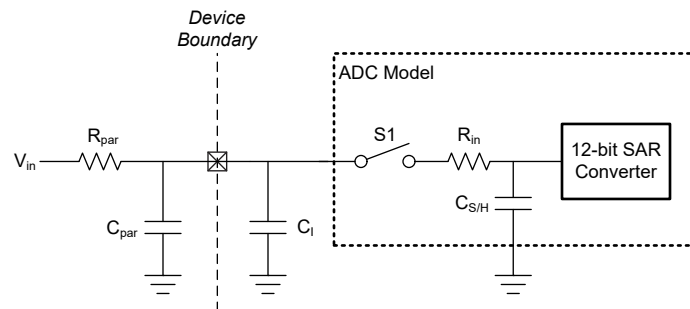 Device
Boundary
ADC Model
R_par
S1
R_in
V_in
12-bit SAR
Converter
C_par
C_I
C_S/H